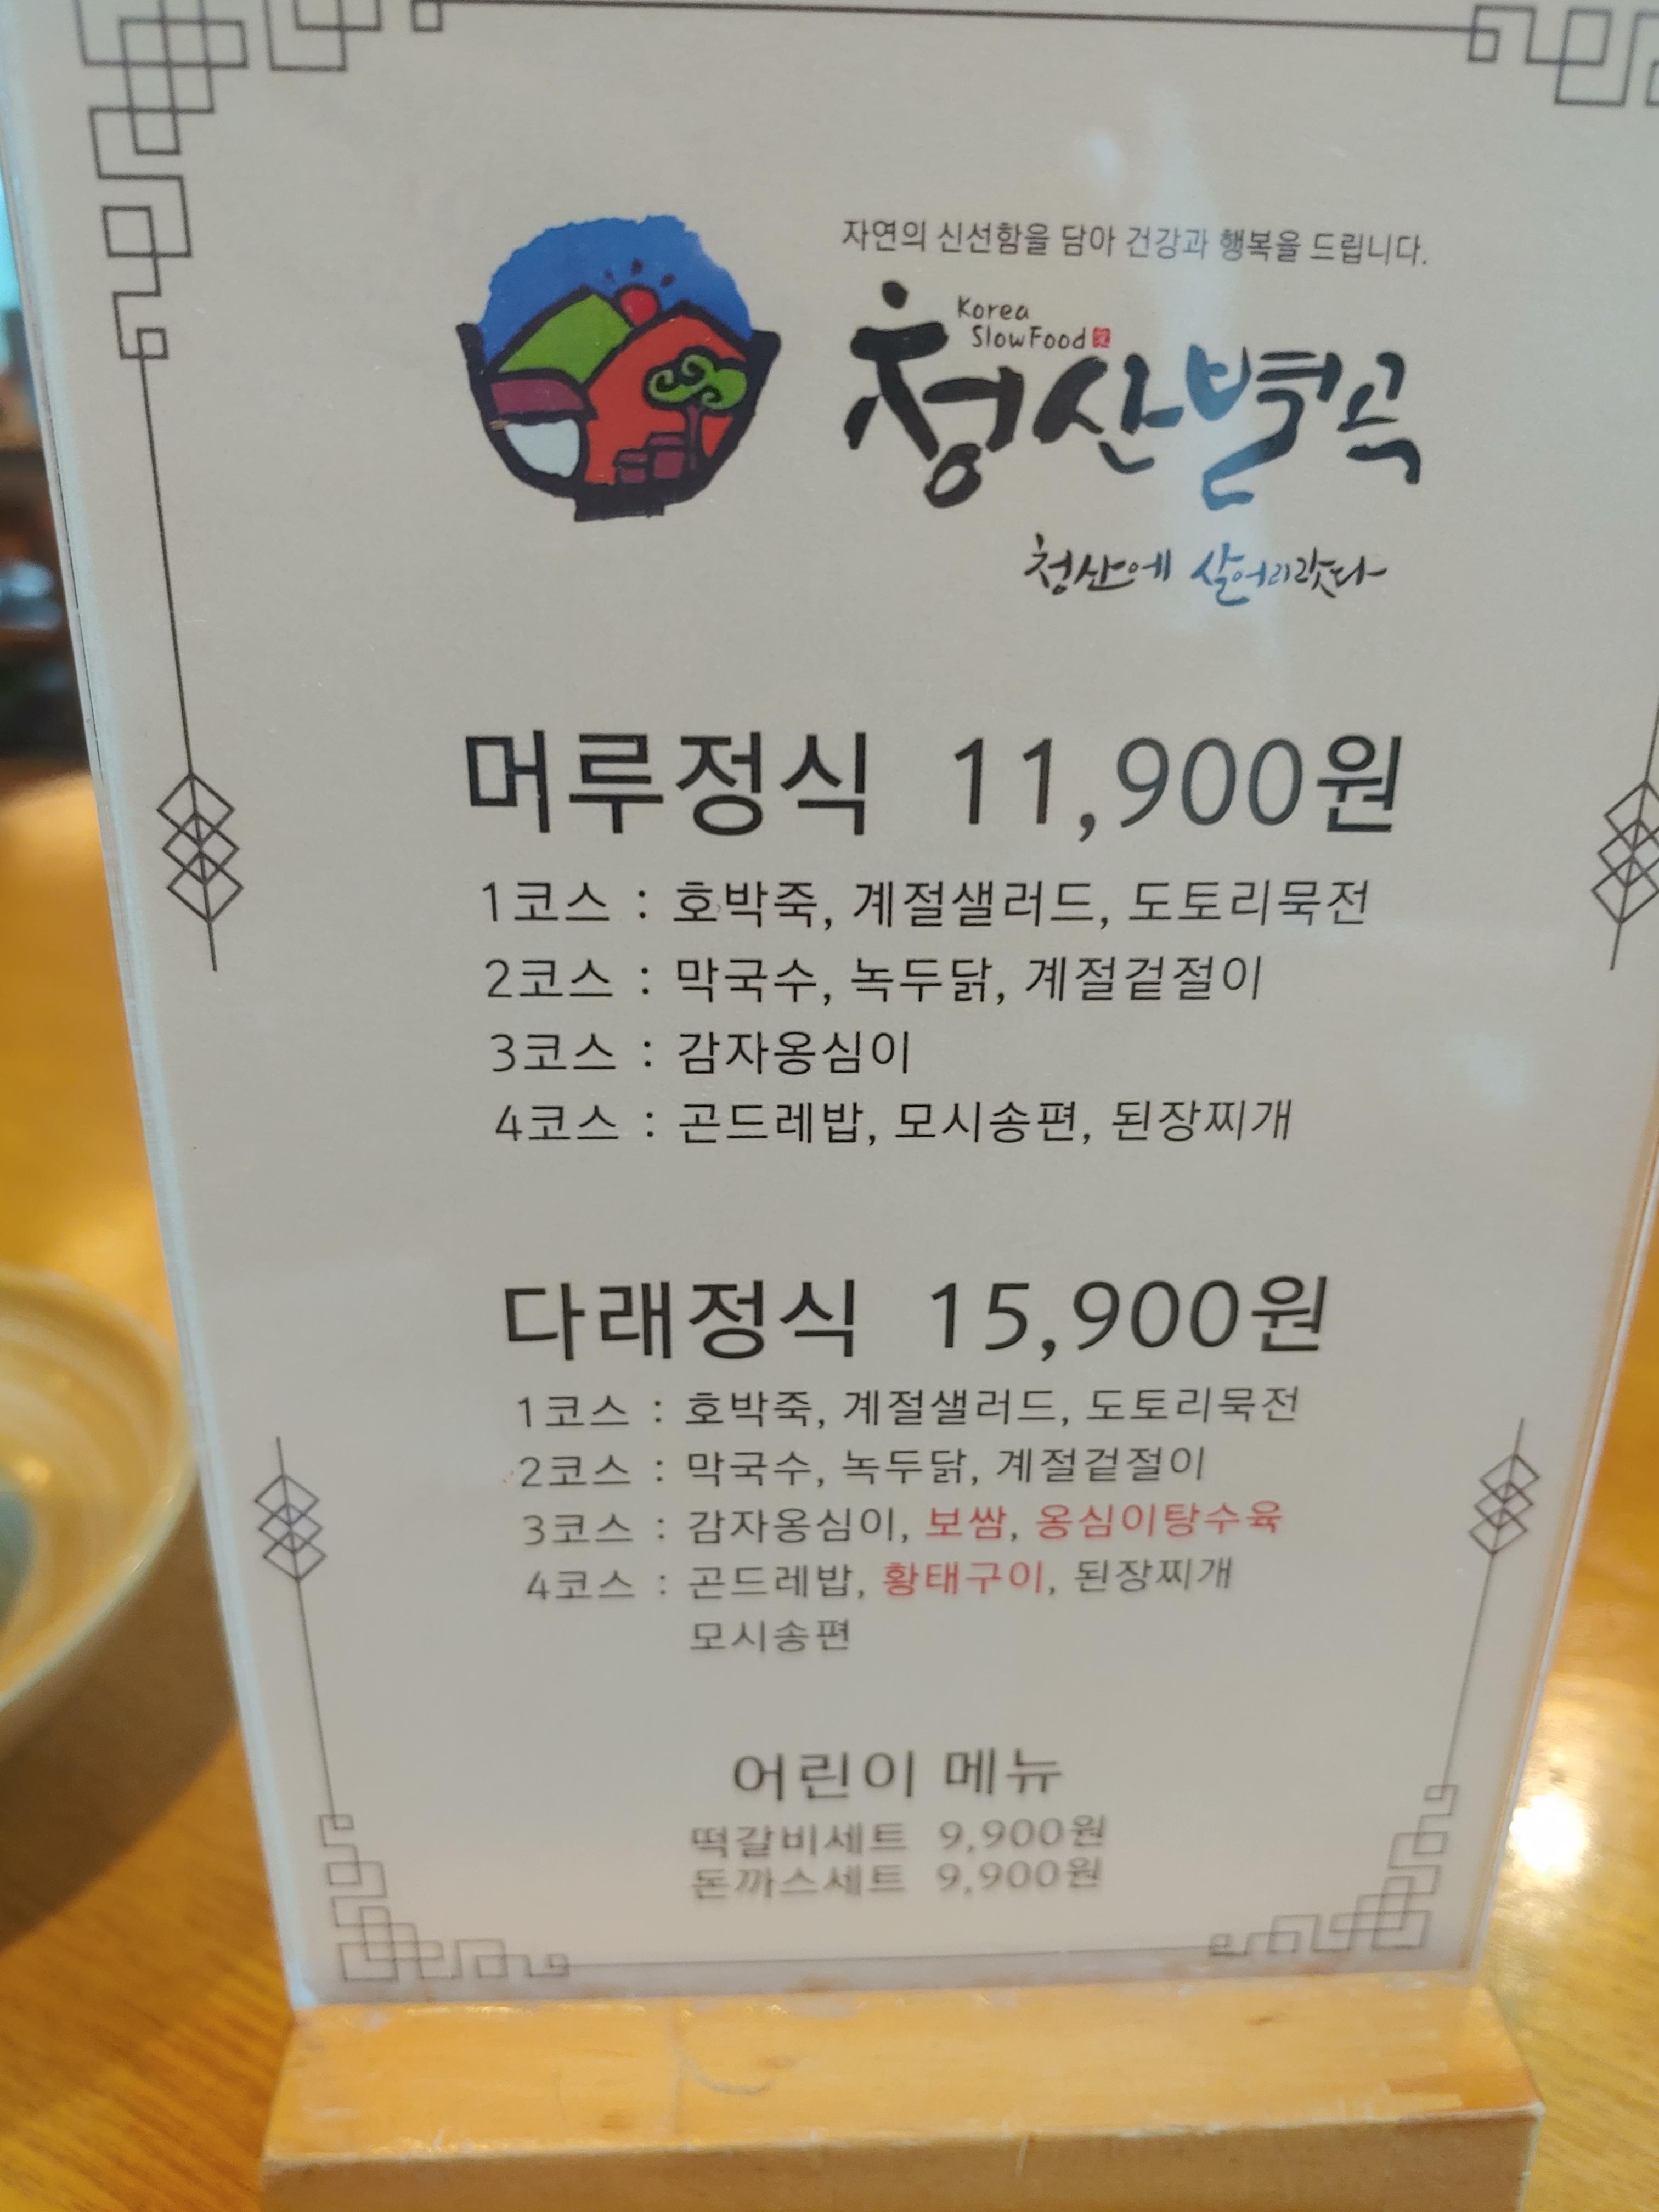 자연의 신선함을 담아 건강과 행복을 드립니다.
Korea
SlowFood
청산별곡
청산에 살어리랏다
머루정식 11,900원
1코스 : 호박죽, 계절샐러드, 도토리묵전
2코스 : 막국수, 녹두닭, 계절겉절이
3코스 : 감자옹심이
4코스 : 곤드레밥, 모시송편, 된장찌개
다래정식 15,900원
1코스 : 호박죽, 계절샐러드, 도토리묵전
2코스 : 막국수, 녹두닭, 계절겉절이
3코스 : 감자옹심이, 보쌈, 옹심이탕수육
4코스 : 곤드레밥, 황태구이, 된장찌개
모시송편
어린이 메뉴
떡갈비세트 9,900원
돈까스세트 9,900원